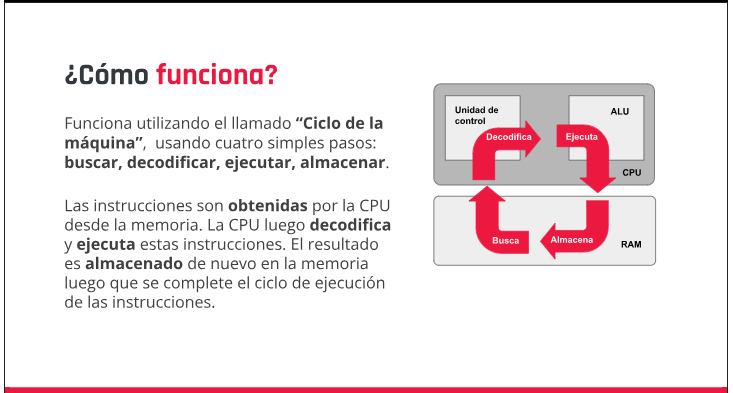 ¿Cómo funciona?
Funciona utilizando el llamado “Ciclo de la
máquina”, usando cuatro simples pasos:
buscar, decodificar, ejecutar, almacenar.
Las instrucciones son obtenidas por la CPU
desde la memoria. La CPU luego decodifica
y ejecuta estas instrucciones. El resultado
es almacenado de nuevo en la memoria
luego que se complete el ciclo de ejecución
de las instrucciones.
Unidad de
control
ALU
Decodifica
Ejecuta
CPU
Busca
Almacena
RAM